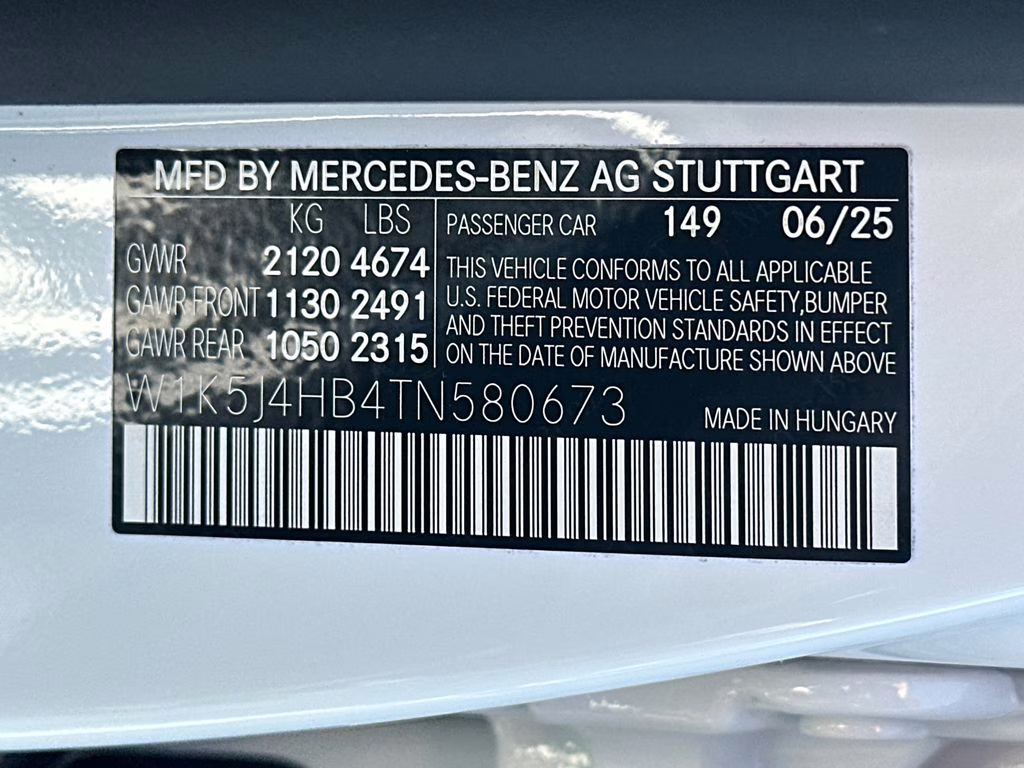 MFD BY MERCEDES-BENZ AG STUTTGART
KG LBS
GVWR 2120 4674
GAWR FRONT 1130 2491
GAWR REAR 1050 2315
PASSENGER CAR 149 06/25
THIS VEHICLE CONFORMS TO ALL APPLICABLE
U.S. FEDERAL MOTOR VEHICLE SAFETY,BUMPER
AND THEFT PREVENTION STANDARDS IN EFFECT
ON THE DATE OF MANUFACTURE SHOWN ABOVE
W1K5J4HB4TN580673
MADE IN HUNGARY